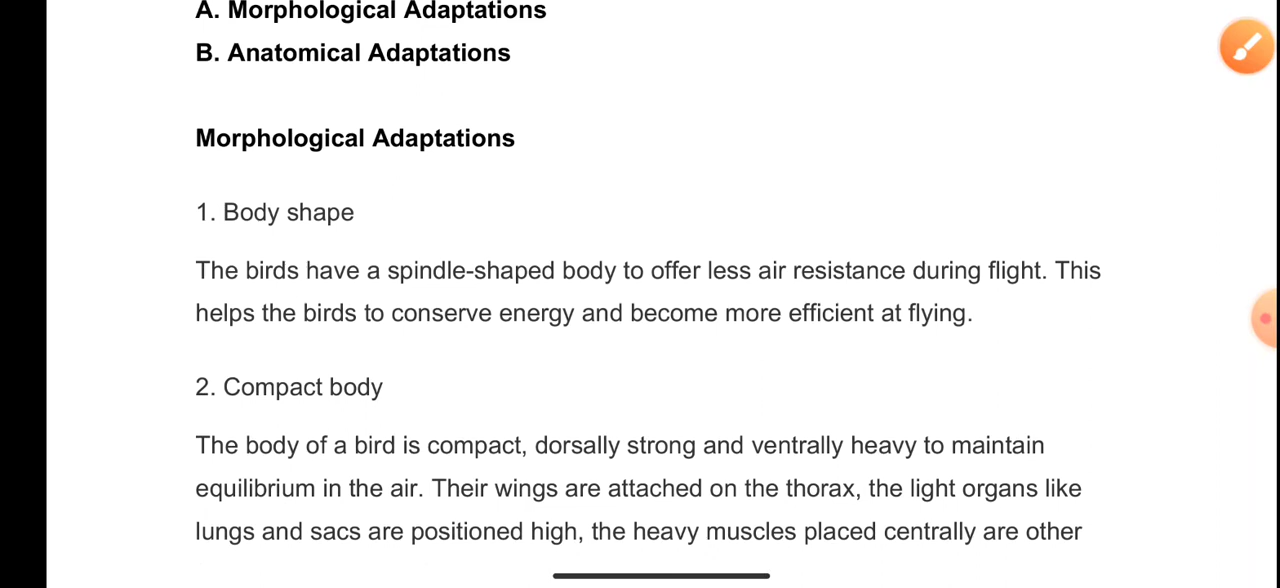 A. Morphological Adaptations
B. Anatomical Adaptations
Morphological Adaptations
1. Body shape
The birds have a spindle-shaped body to offer less air resistance during flight. This
helps the birds to conserve energy and become more efficient at flying.
2. Compact body
The body of a bird is compact, dorsally strong and ventrally heavy to maintain
equilibrium in the air. Their wings are attached on the thorax, the light organs like
lungs and sacs are positioned high, the heavy muscles placed centrally are other